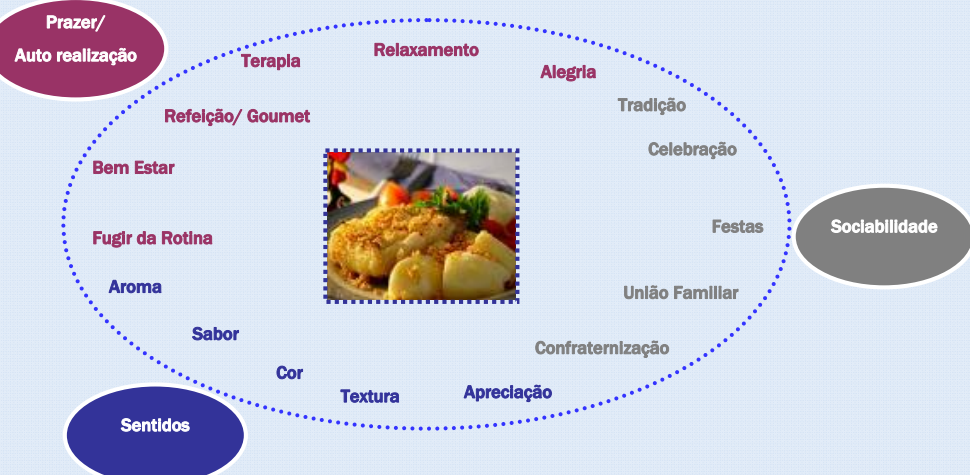 Prazer/
Auto realização
Terapia
Relaxamento
Alegria
Tradição
Refeição/ Goumet
Celebração
Bem Estar
Festas
Sociabilidade
Fugir da Rotina
Aroma
União Familiar
Sabor
Confraternização
Cor
Textura
Apreciação
Sentidos